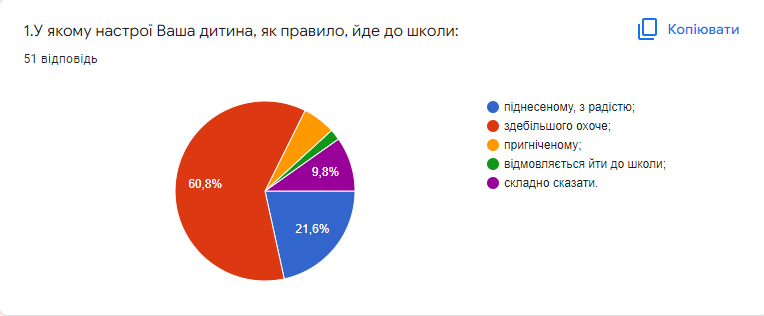 1.У якому настрої Ваша дитина, як правило, йде до школи:
Копіювати
51 відповідь
піднесеному, з радістю;
здебільшого охоче;
пригніченому;
відмовляється йти до школи;
складно сказати.
60,8%
9,8%
21,6%